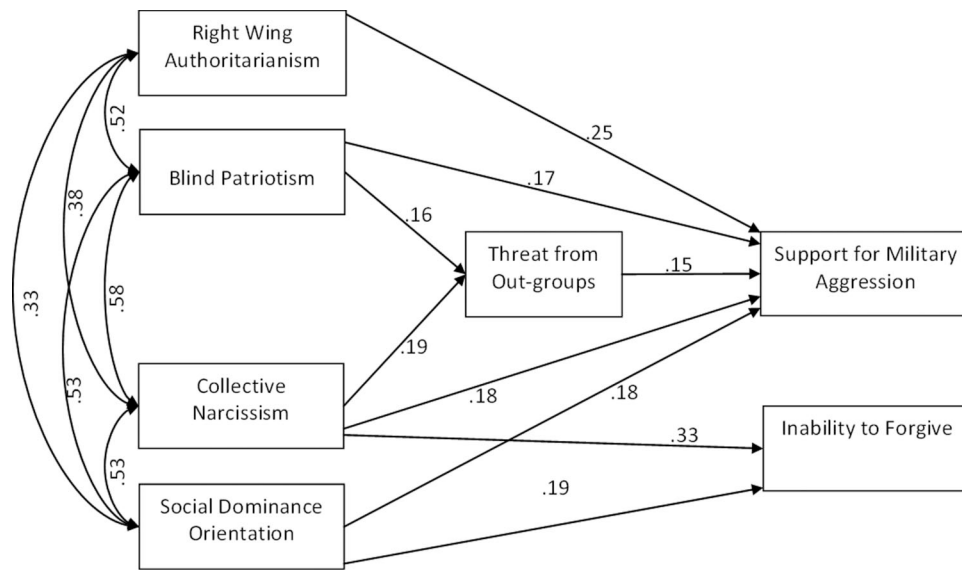 Right Wing
Authoritarianism
.52
.25
Blind Patriotism
.17
.38
.16
Threat from
Out-groups
.15
Support for Military
Aggression
.33
.58
.19
Collective
Narcissism
.18
.18
.53
.33
Inability to Forgive
.53
Social Dominance
Orientation
.19